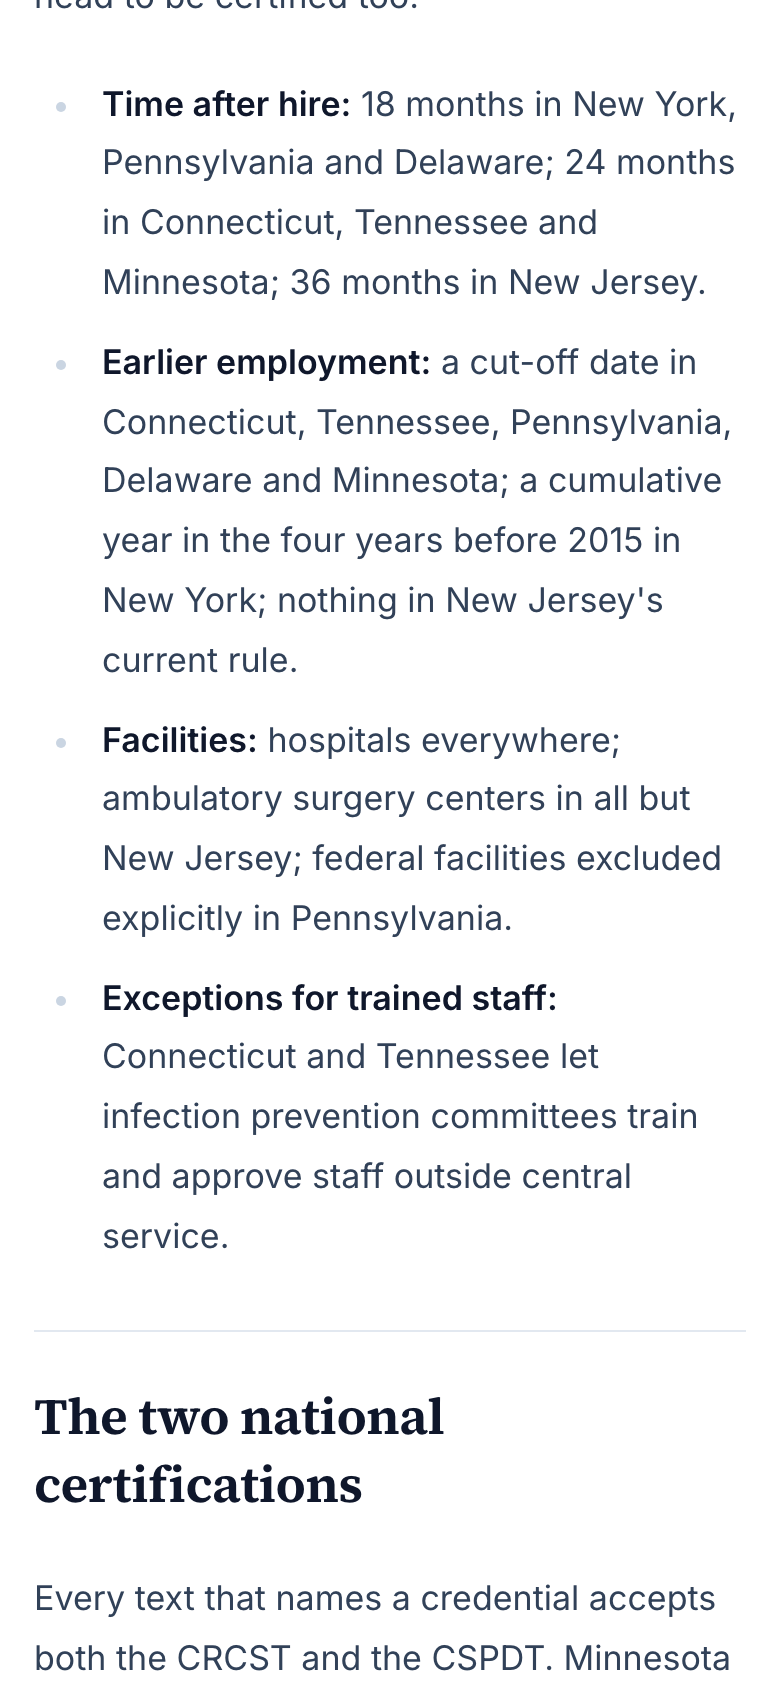 head to be certified too.
Time after hire: 18 months in New York,
Pennsylvania and Delaware; 24 months
in Connecticut, Tennessee and
Minnesota; 36 months in New Jersey.
Earlier employment: a cut-off date in
Connecticut, Tennessee, Pennsylvania,
Delaware and Minnesota; a cumulative
year in the four years before 2015 in
New York; nothing in New Jersey's
current rule.
Facilities: hospitals everywhere;
ambulatory surgery centers in all but
New Jersey; federal facilities excluded
explicitly in Pennsylvania.
Exceptions for trained staff:
Connecticut and Tennessee let
infection prevention committees train
and approve staff outside central
service.
The two national
certifications
Every text that names a credential accepts
both the CRCST and the CSPDT. Minnesota